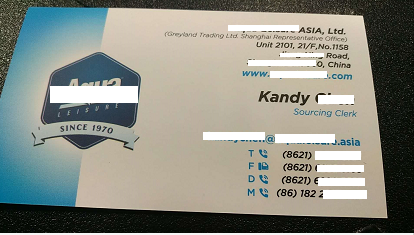 ASIA, Ltd.
(Greyland Trading Ltd. Shanghai Representative Office)
Unit 2101, 21/F,No.1158
Road,
, China
www. .com
Aqua
LEISURE
SINCE 1970
Kandy
Sourcing Clerk
@ .asia
T (8621)
F (8621)
D (8621)
M (86) 182 2